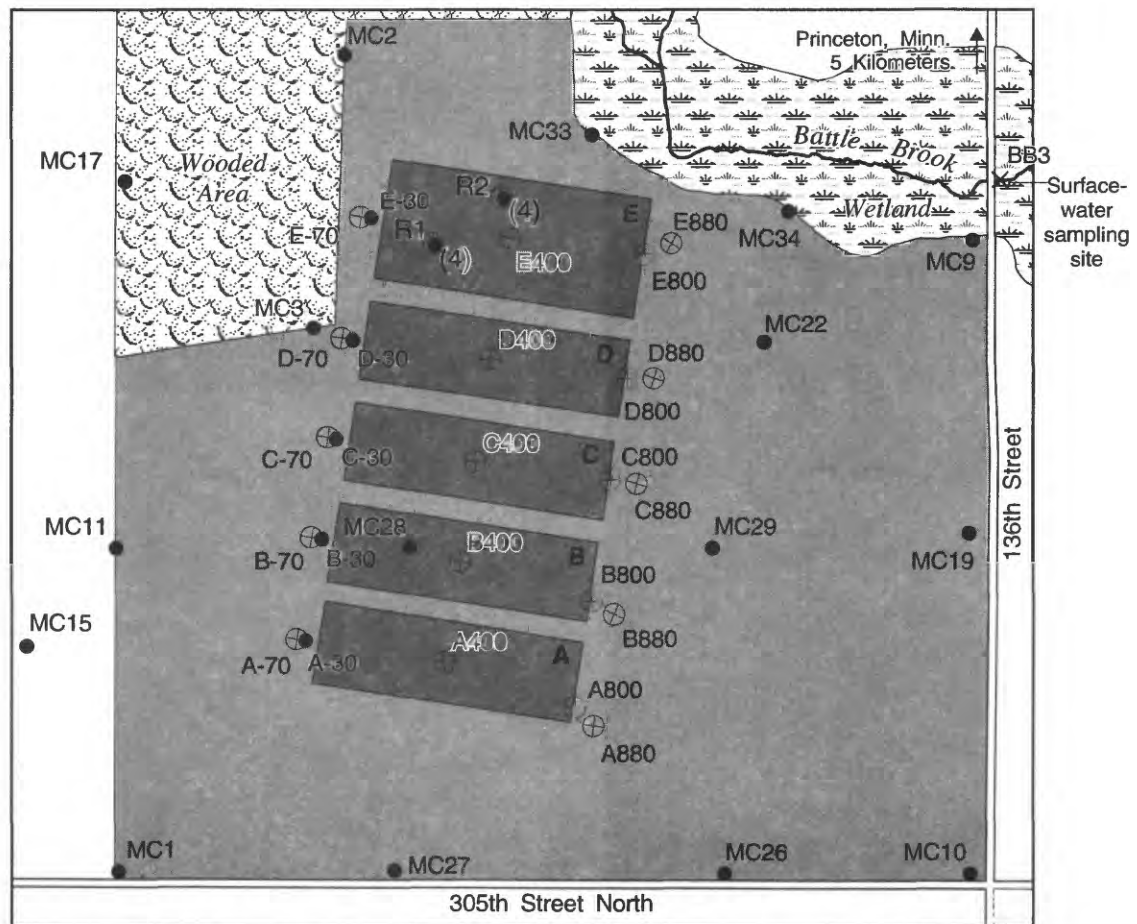 MC2
Princeton, Minn.
5 Kilometers
MC33
Battle Brook
BB3
MC17
Wooded
Area
Surface-
water
sampling
site
Wetland
R2
(4)
E
E880
MC34
E-30
E-70
R1
(4)
E400
E800
MC9
MC3
MC22
D400
D
D880
D-70
D-30
D800
C400
C
C800
C-70
C-30
C880
136th Street
MC11
MC28
B400
B
MC29
MC19
B-70
B-30
B800
B880
MC15
A400
A
A-70
A-30
A800
A880
MC1
MC27
MC26
MC10
305th Street North